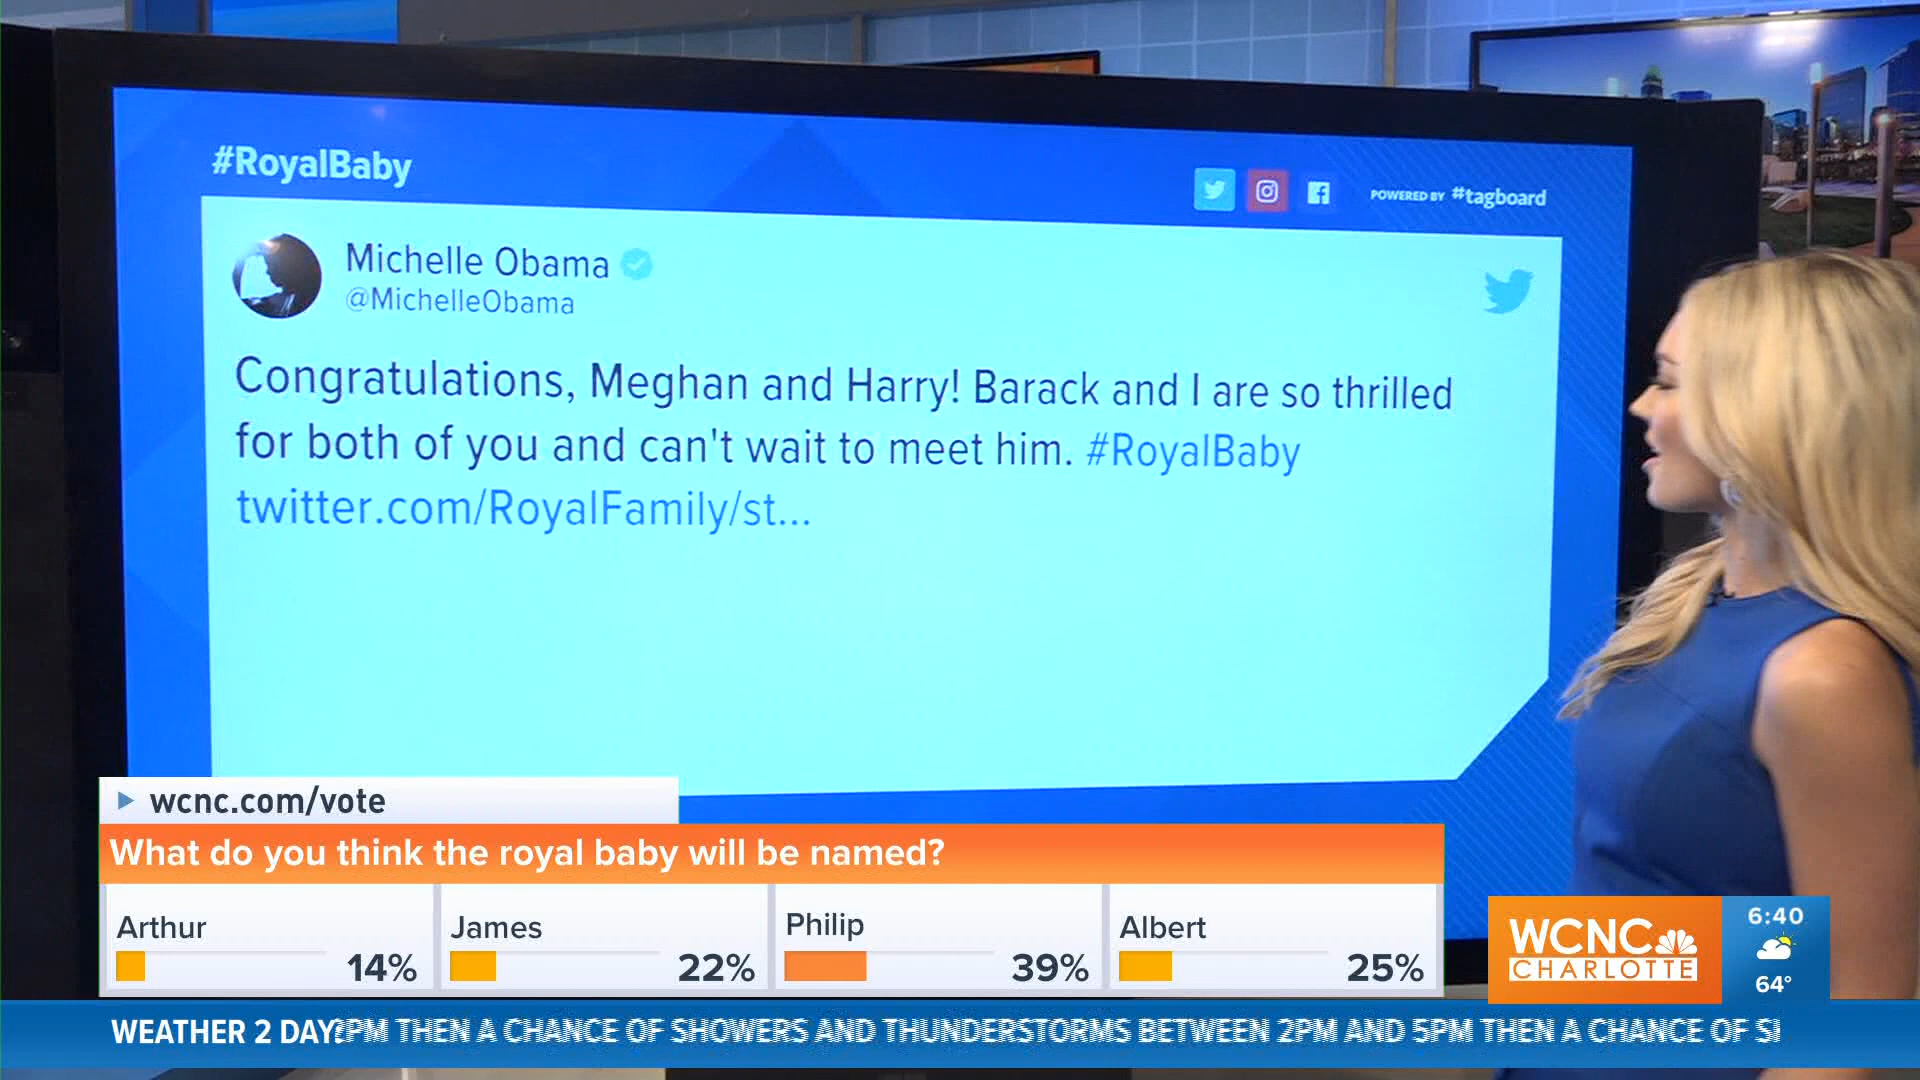 #RoyalBaby
POWERED BY #tagboard
Michelle Obama
@MichelleObama
Congratulations, Meghan and Harry! Barack and I are so thrilled
for both of you and can't wait to meet him. #RoyalBaby
twitter.com/RoyalFamily/st...
wcnc.com/vote
What do you think the royal baby will be named?
Arthur
14%
James
22%
Philip
39%
Albert
25%
WCNC
CHARLOTTE
6:40
64°
WEATHER 2 DAY: 2PM THEN A CHANCE OF SHOWERS AND THUNDERSTORMS BETWEEN 2PM AND 5PM THEN A CHANCE OF